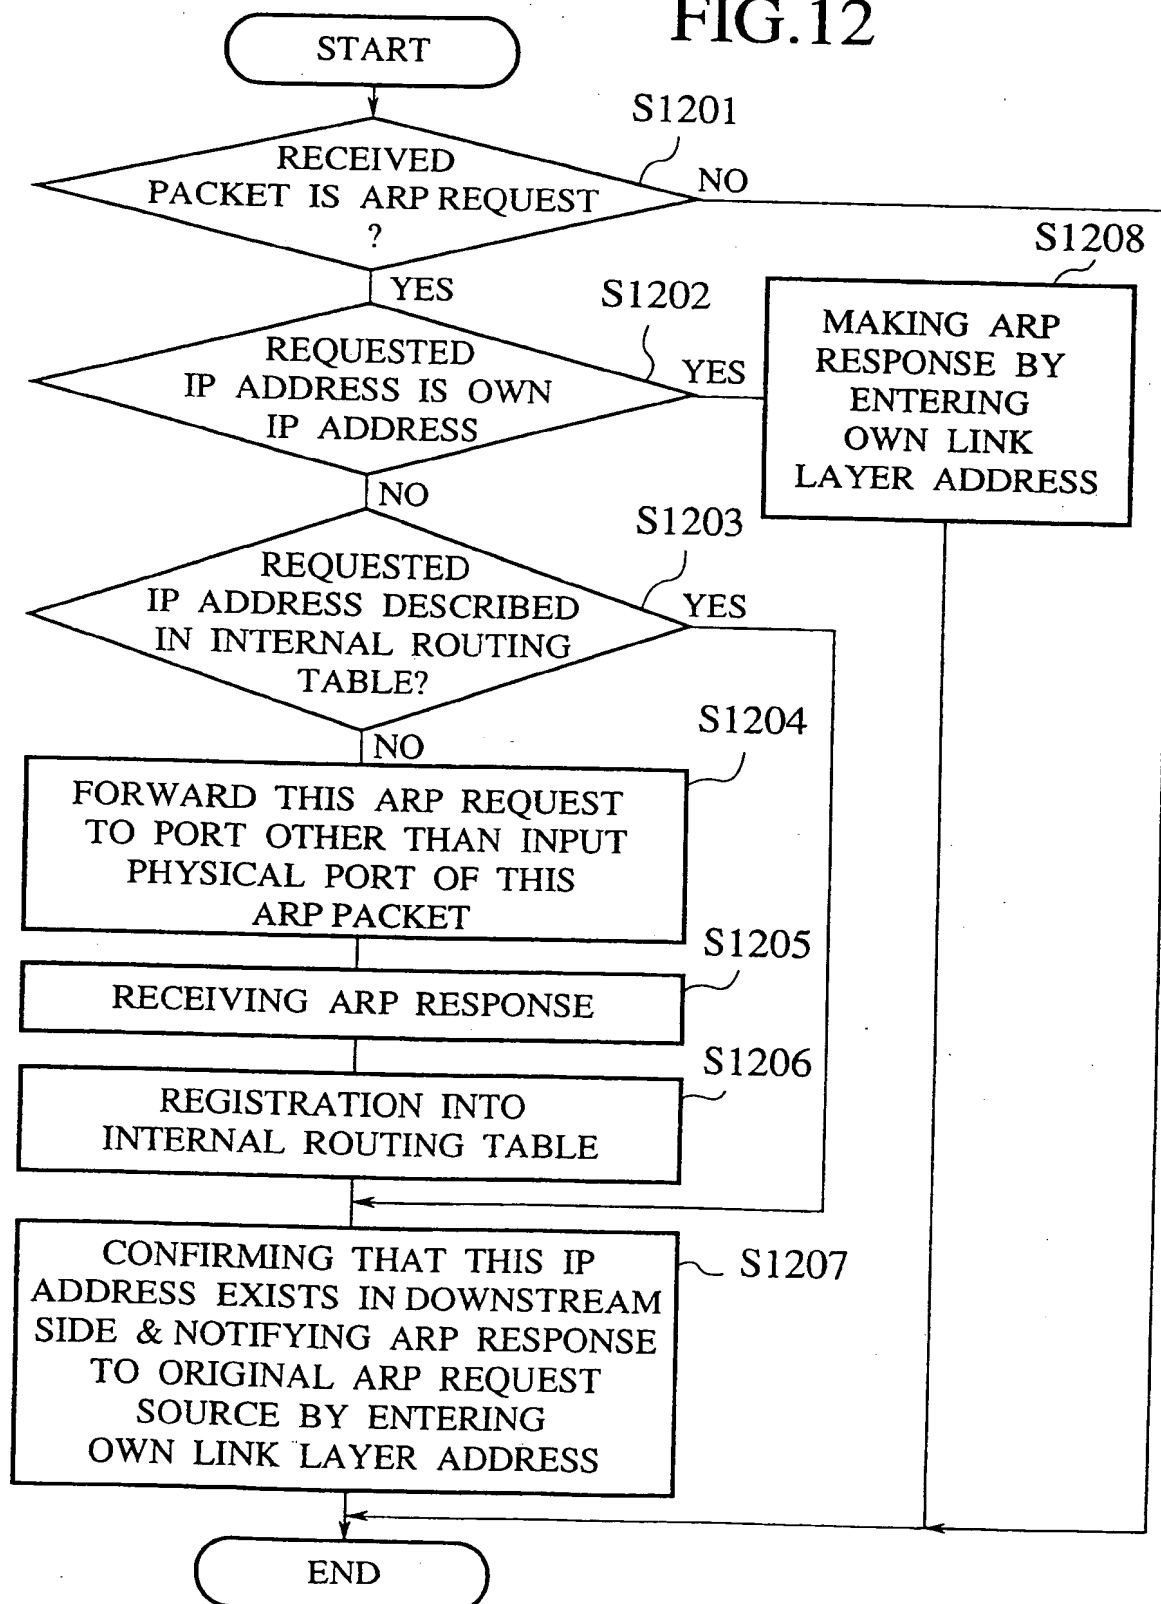 FIG.12
START
S1201
RECEIVED
PACKET IS ARP REQUEST
?
NO
YES
S1208
S1202
REQUESTED
IP ADDRESS IS OWN
IP ADDRESS
YES
MAKING ARP
RESPONSE BY
ENTERING
OWN LINK
LAYER ADDRESS
NO
S1203
REQUESTED
IP ADDRESS DESCRIBED
IN INTERNAL ROUTING
TABLE?
YES
NO
S1204
FORWARD THIS ARP REQUEST
TO PORT OTHER THAN INPUT
PHYSICAL PORT OF THIS
ARP PACKET
S1205
RECEIVING ARP RESPONSE
S1206
REGISTRATION INTO
INTERNAL ROUTING TABLE
S1207
CONFIRMING THAT THIS IP
ADDRESS EXISTS IN DOWNSTREAM
SIDE & NOTIFYING ARP RESPONSE
TO ORIGINAL ARP REQUEST
SOURCE BY ENTERING
OWN LINK LAYER ADDRESS
END